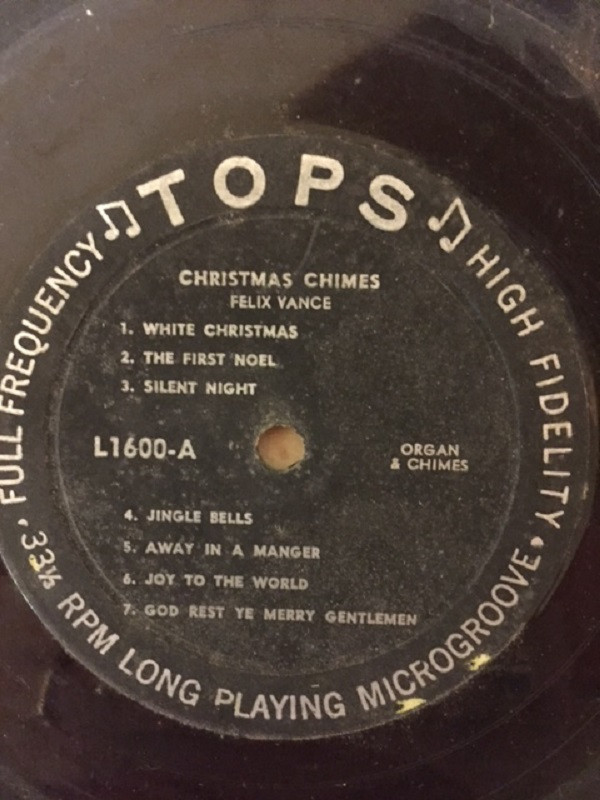 TOPS
FULL FREQUENCY
HIGH FIDELITY
CHRISTMAS CHIMES
FELIX VANCE
1. WHITE CHRISTMAS
2. THE FIRST NOEL
3. SILENT NIGHT
L1600-A
ORGAN
& CHIMES
4. JINGLE BELLS
5. AWAY IN A MANGER
6. JOY TO THE WORLD
7. GOD REST YE MERRY GENTLEMEN
33⅓ RPM LONG PLAYING MICROGROOVE